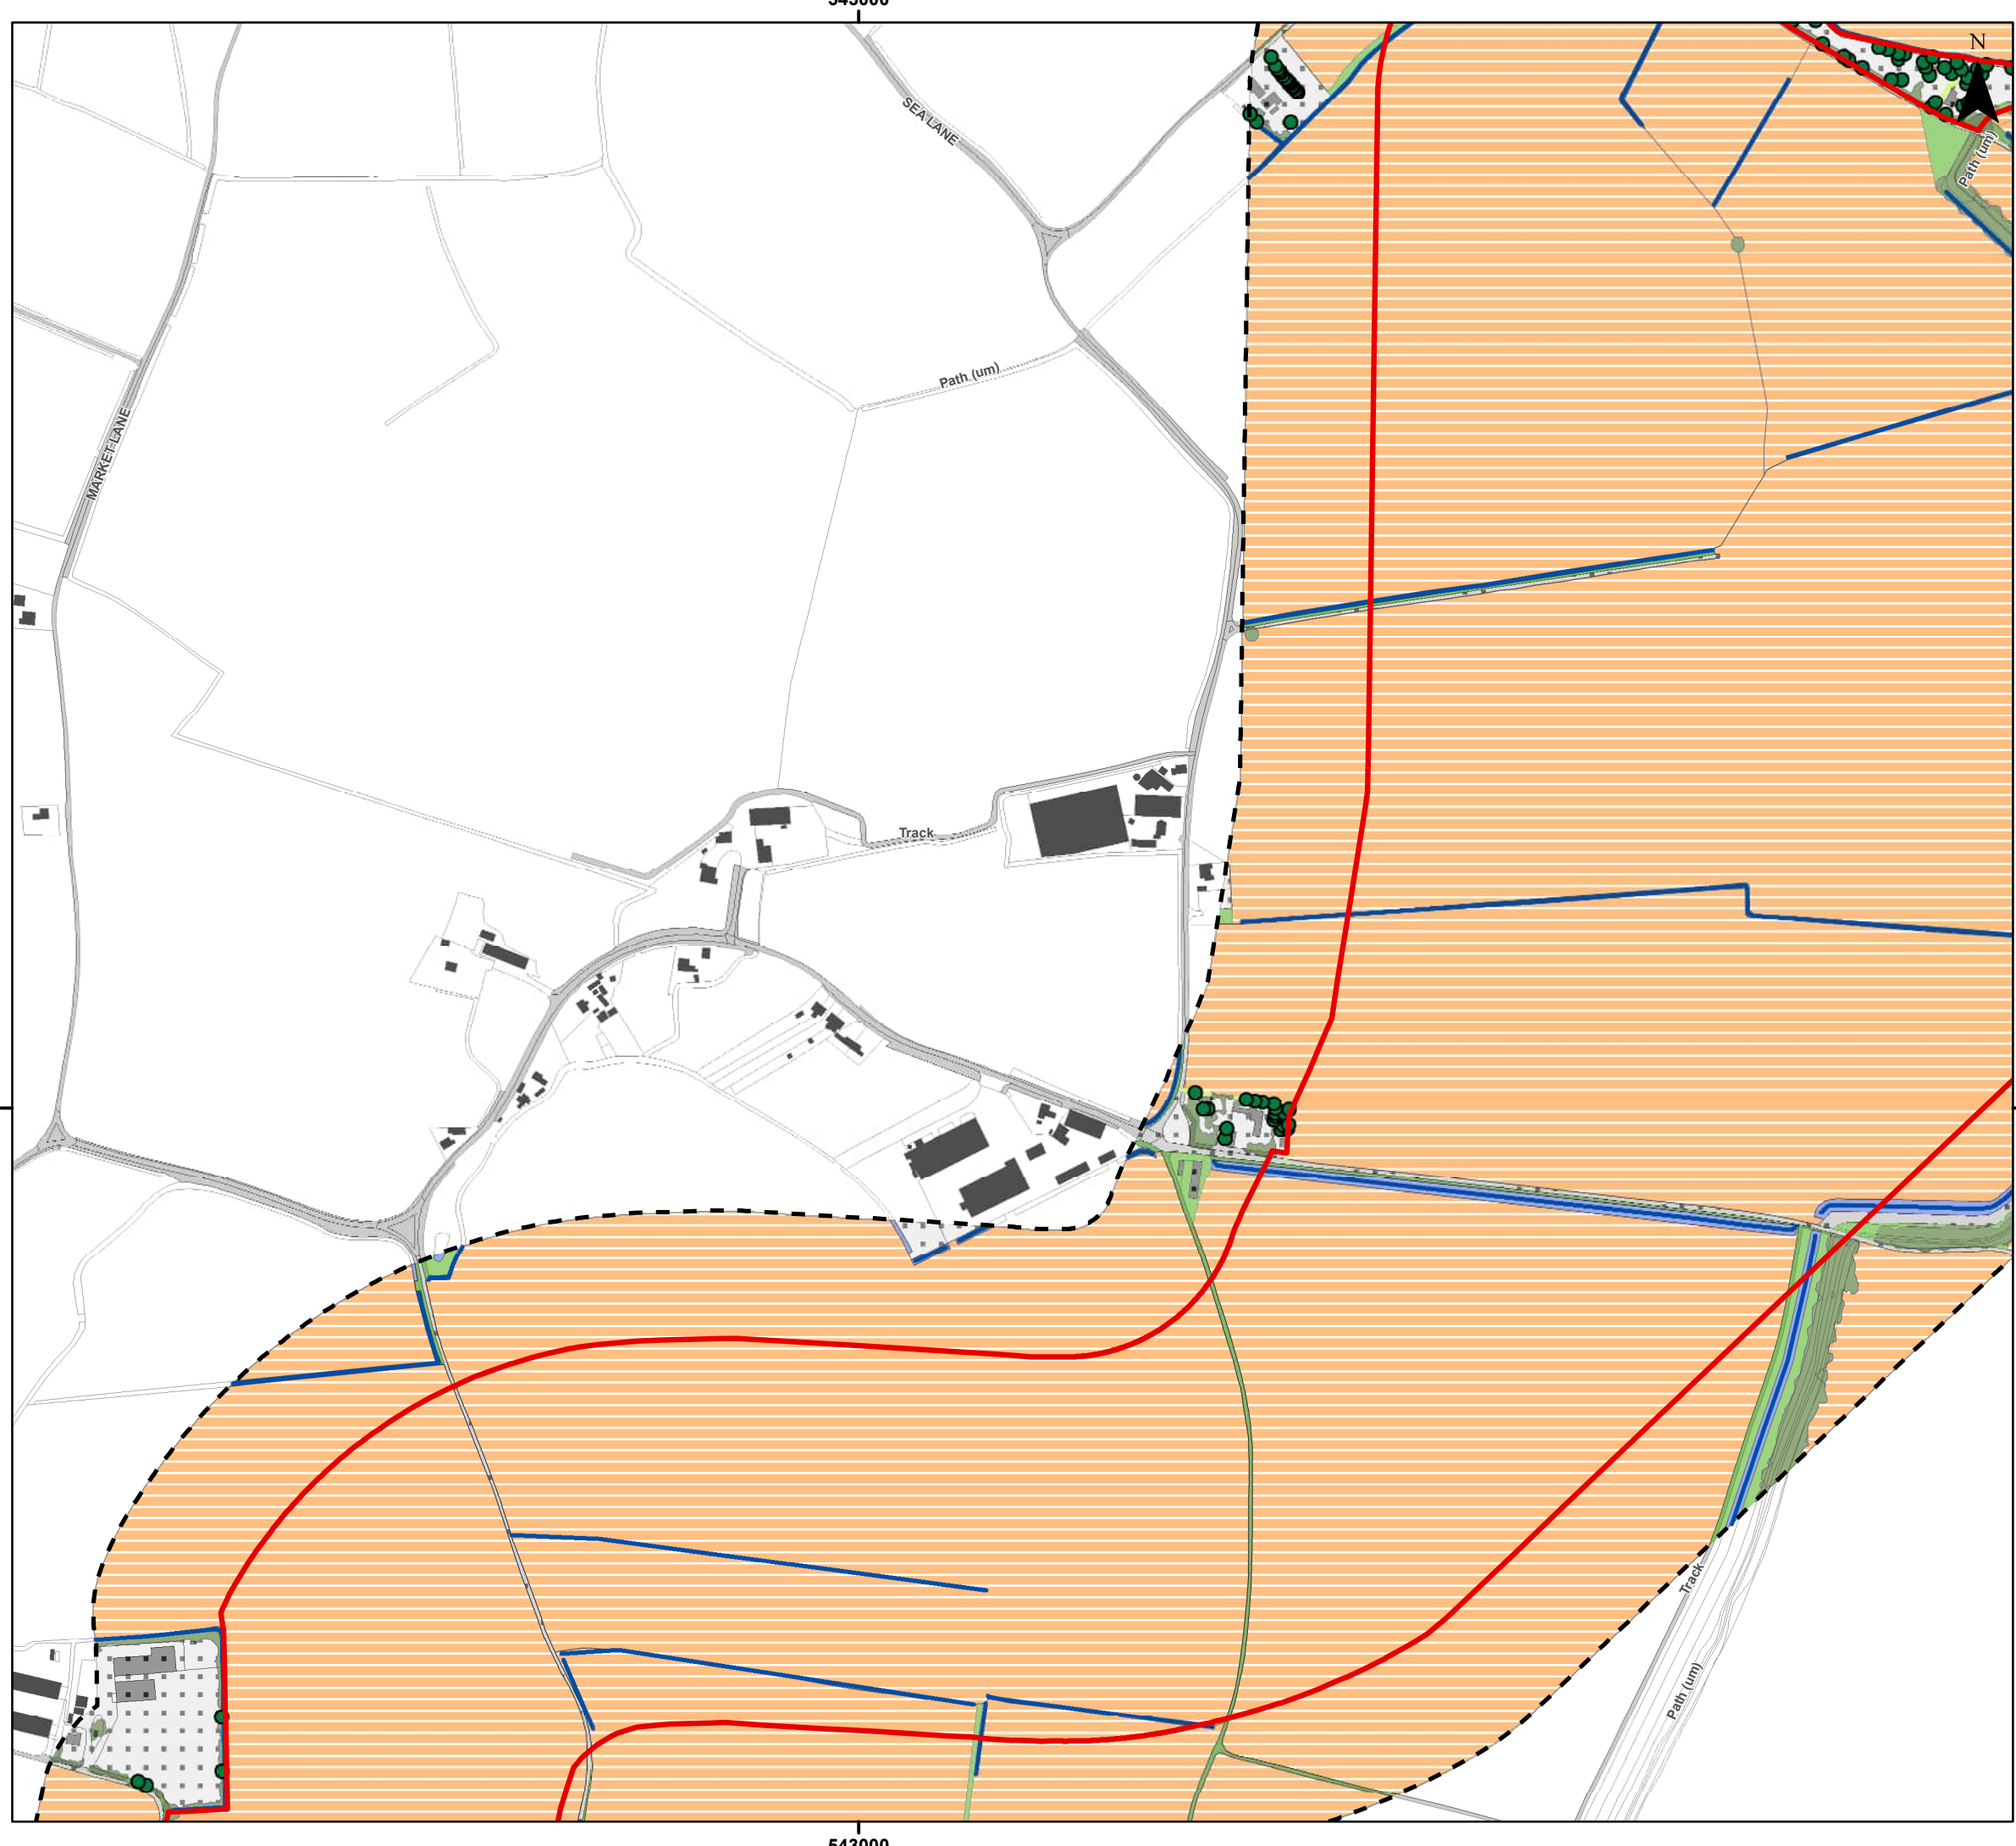 543000
N
SEA LANE
Path (um)
Path (um)
MARKET LANE
Track
Track
Path (um)
543000